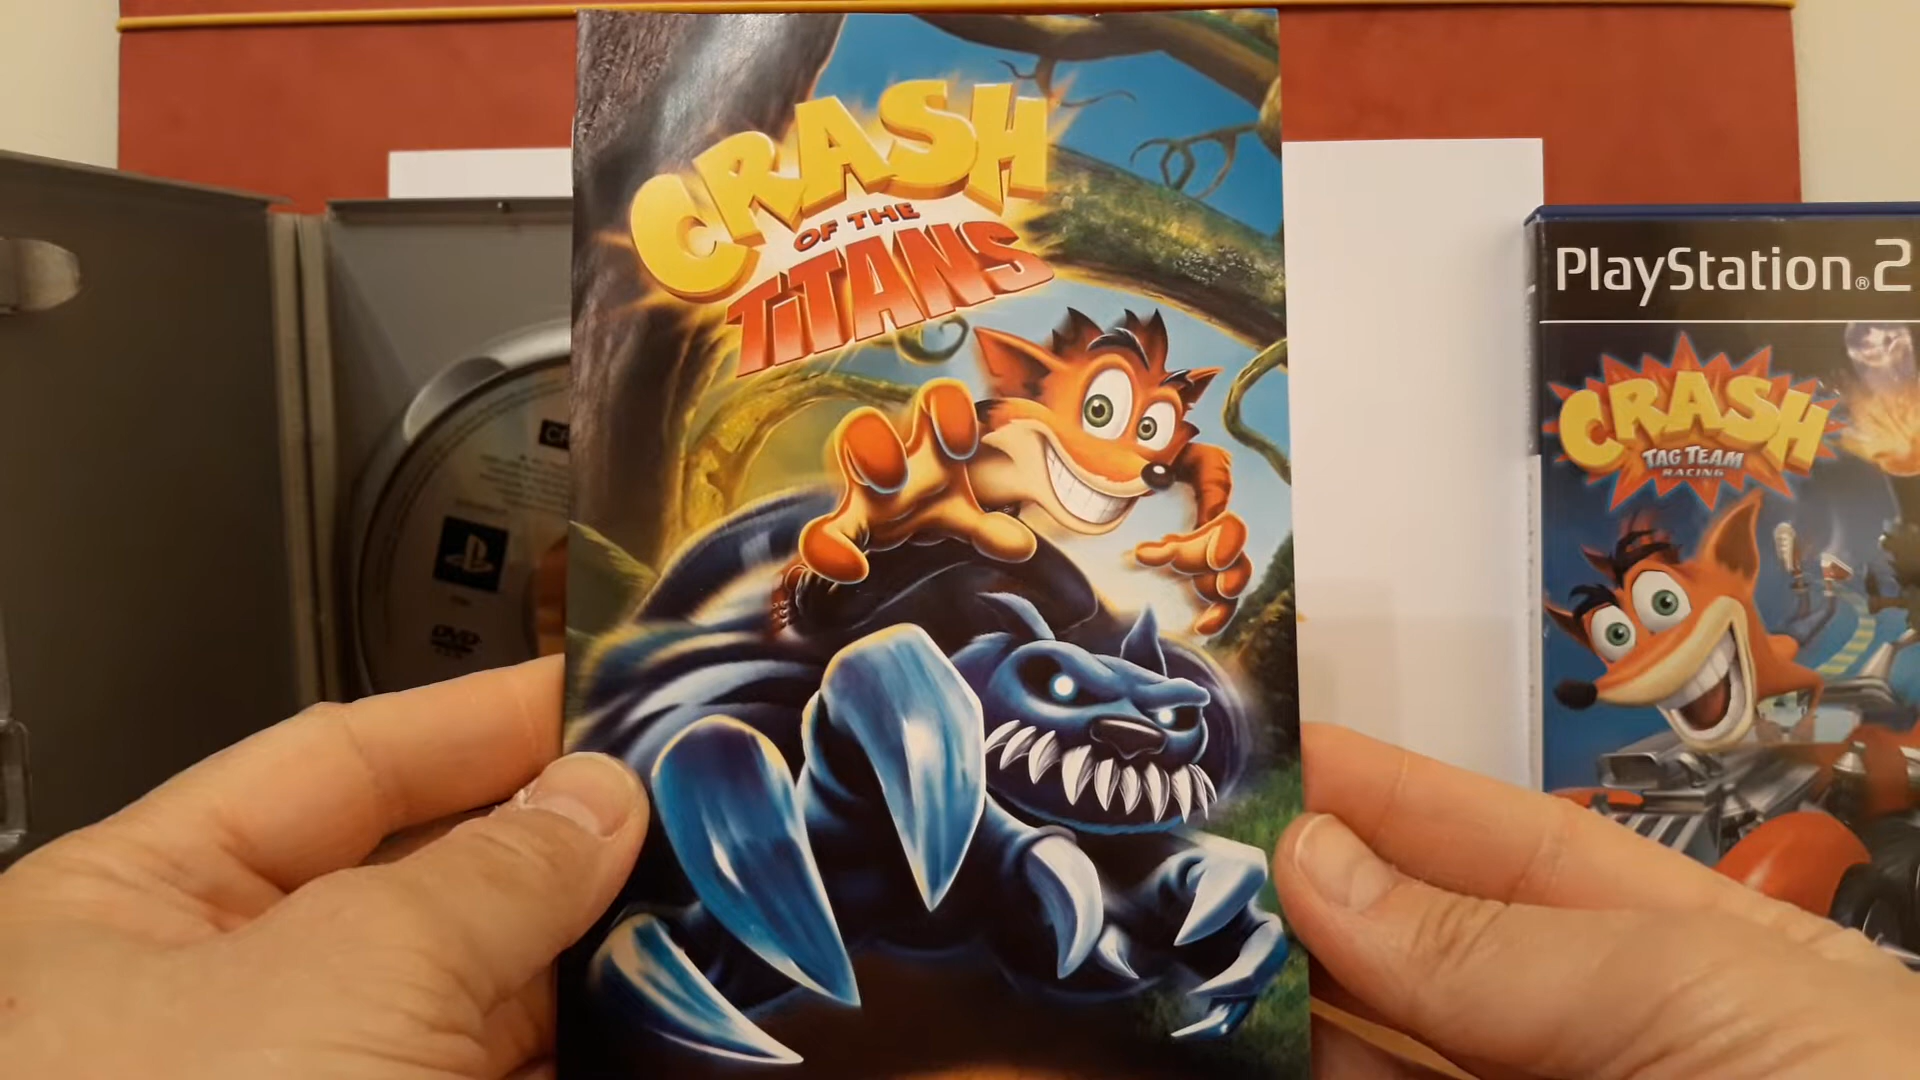 CRASH
OF THE
TiTANS
PlayStation®2
CRASH
TAG TEAM
RACING
DVD